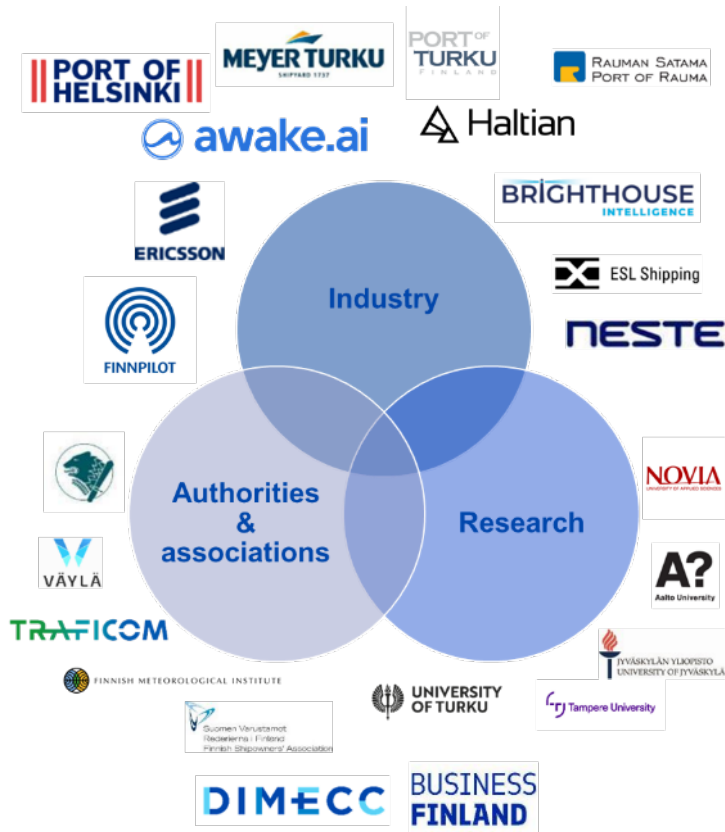 PORT OF
HELSINKI
MEYER TURKU
SHIPYARD 1737
PORT OF
TURKU
FINLAND
RAUMAN SATAMA
PORT OF RAUMA
awake.ai
Haltian
ERICSSON
BRIGHTHOUSE
INTELLIGENCE
FINNPILOT
ESL Shipping
NESTE
Industry
Authorities
&
associations
Research
NOVIA
UNIVERSITY OF APPLIED SCIENCES
VÄYLÄ
A?
Aalto University
TRAFICOM
JYVÄSKYLÄN YLIOPISTO
UNIVERSITY OF JYVÄSKYLÄ
FINNISH METEOROLOGICAL INSTITUTE
UNIVERSITY
OF TURKU
Tampere University
Suomen Varustamot
Rederierna i Finland
Finnish Shipowners' Association
DIMECC
BUSINESS
FINLAND